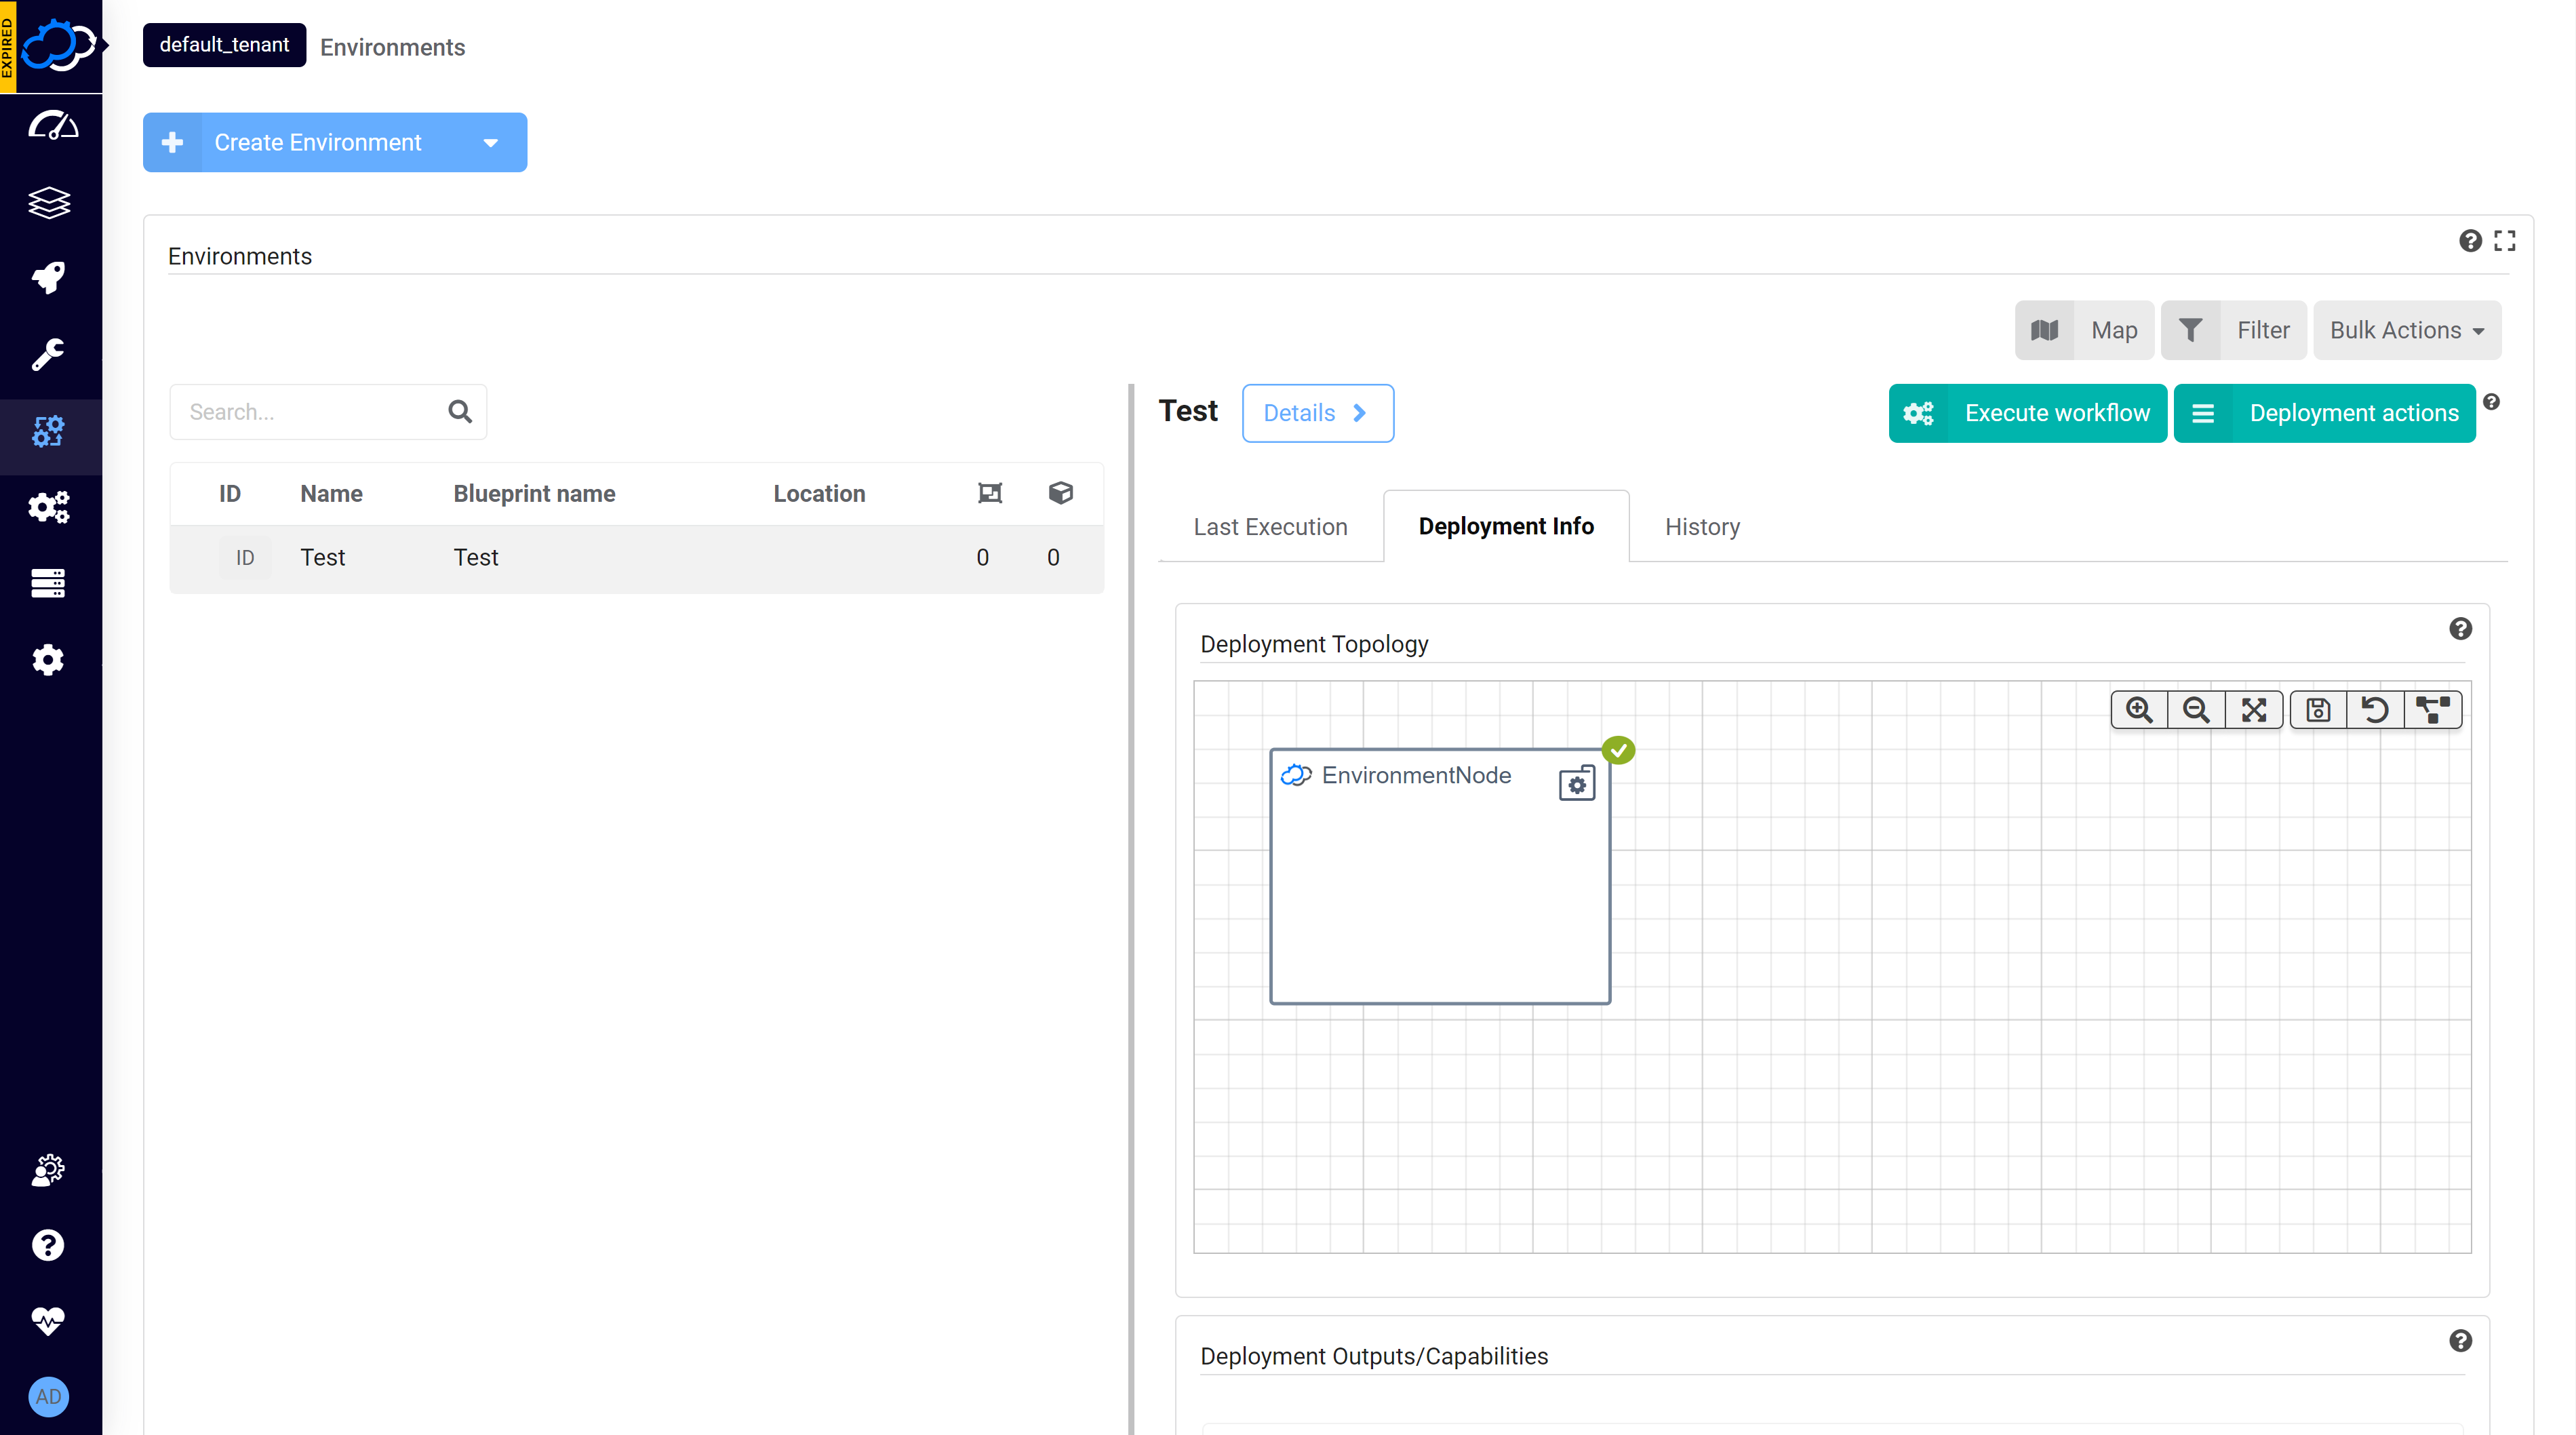 EXPIRED
default_tenant Environments
Create Environment
Environments
Map Filter Bulk Actions
Search...
Test Details Execute workflow Deployment actions
ID Name Blueprint name Location
ID Test Test 0 0
Last Execution Deployment Info History
Deployment Topology
EnvironmentNode
Deployment Outputs/Capabilities
AD